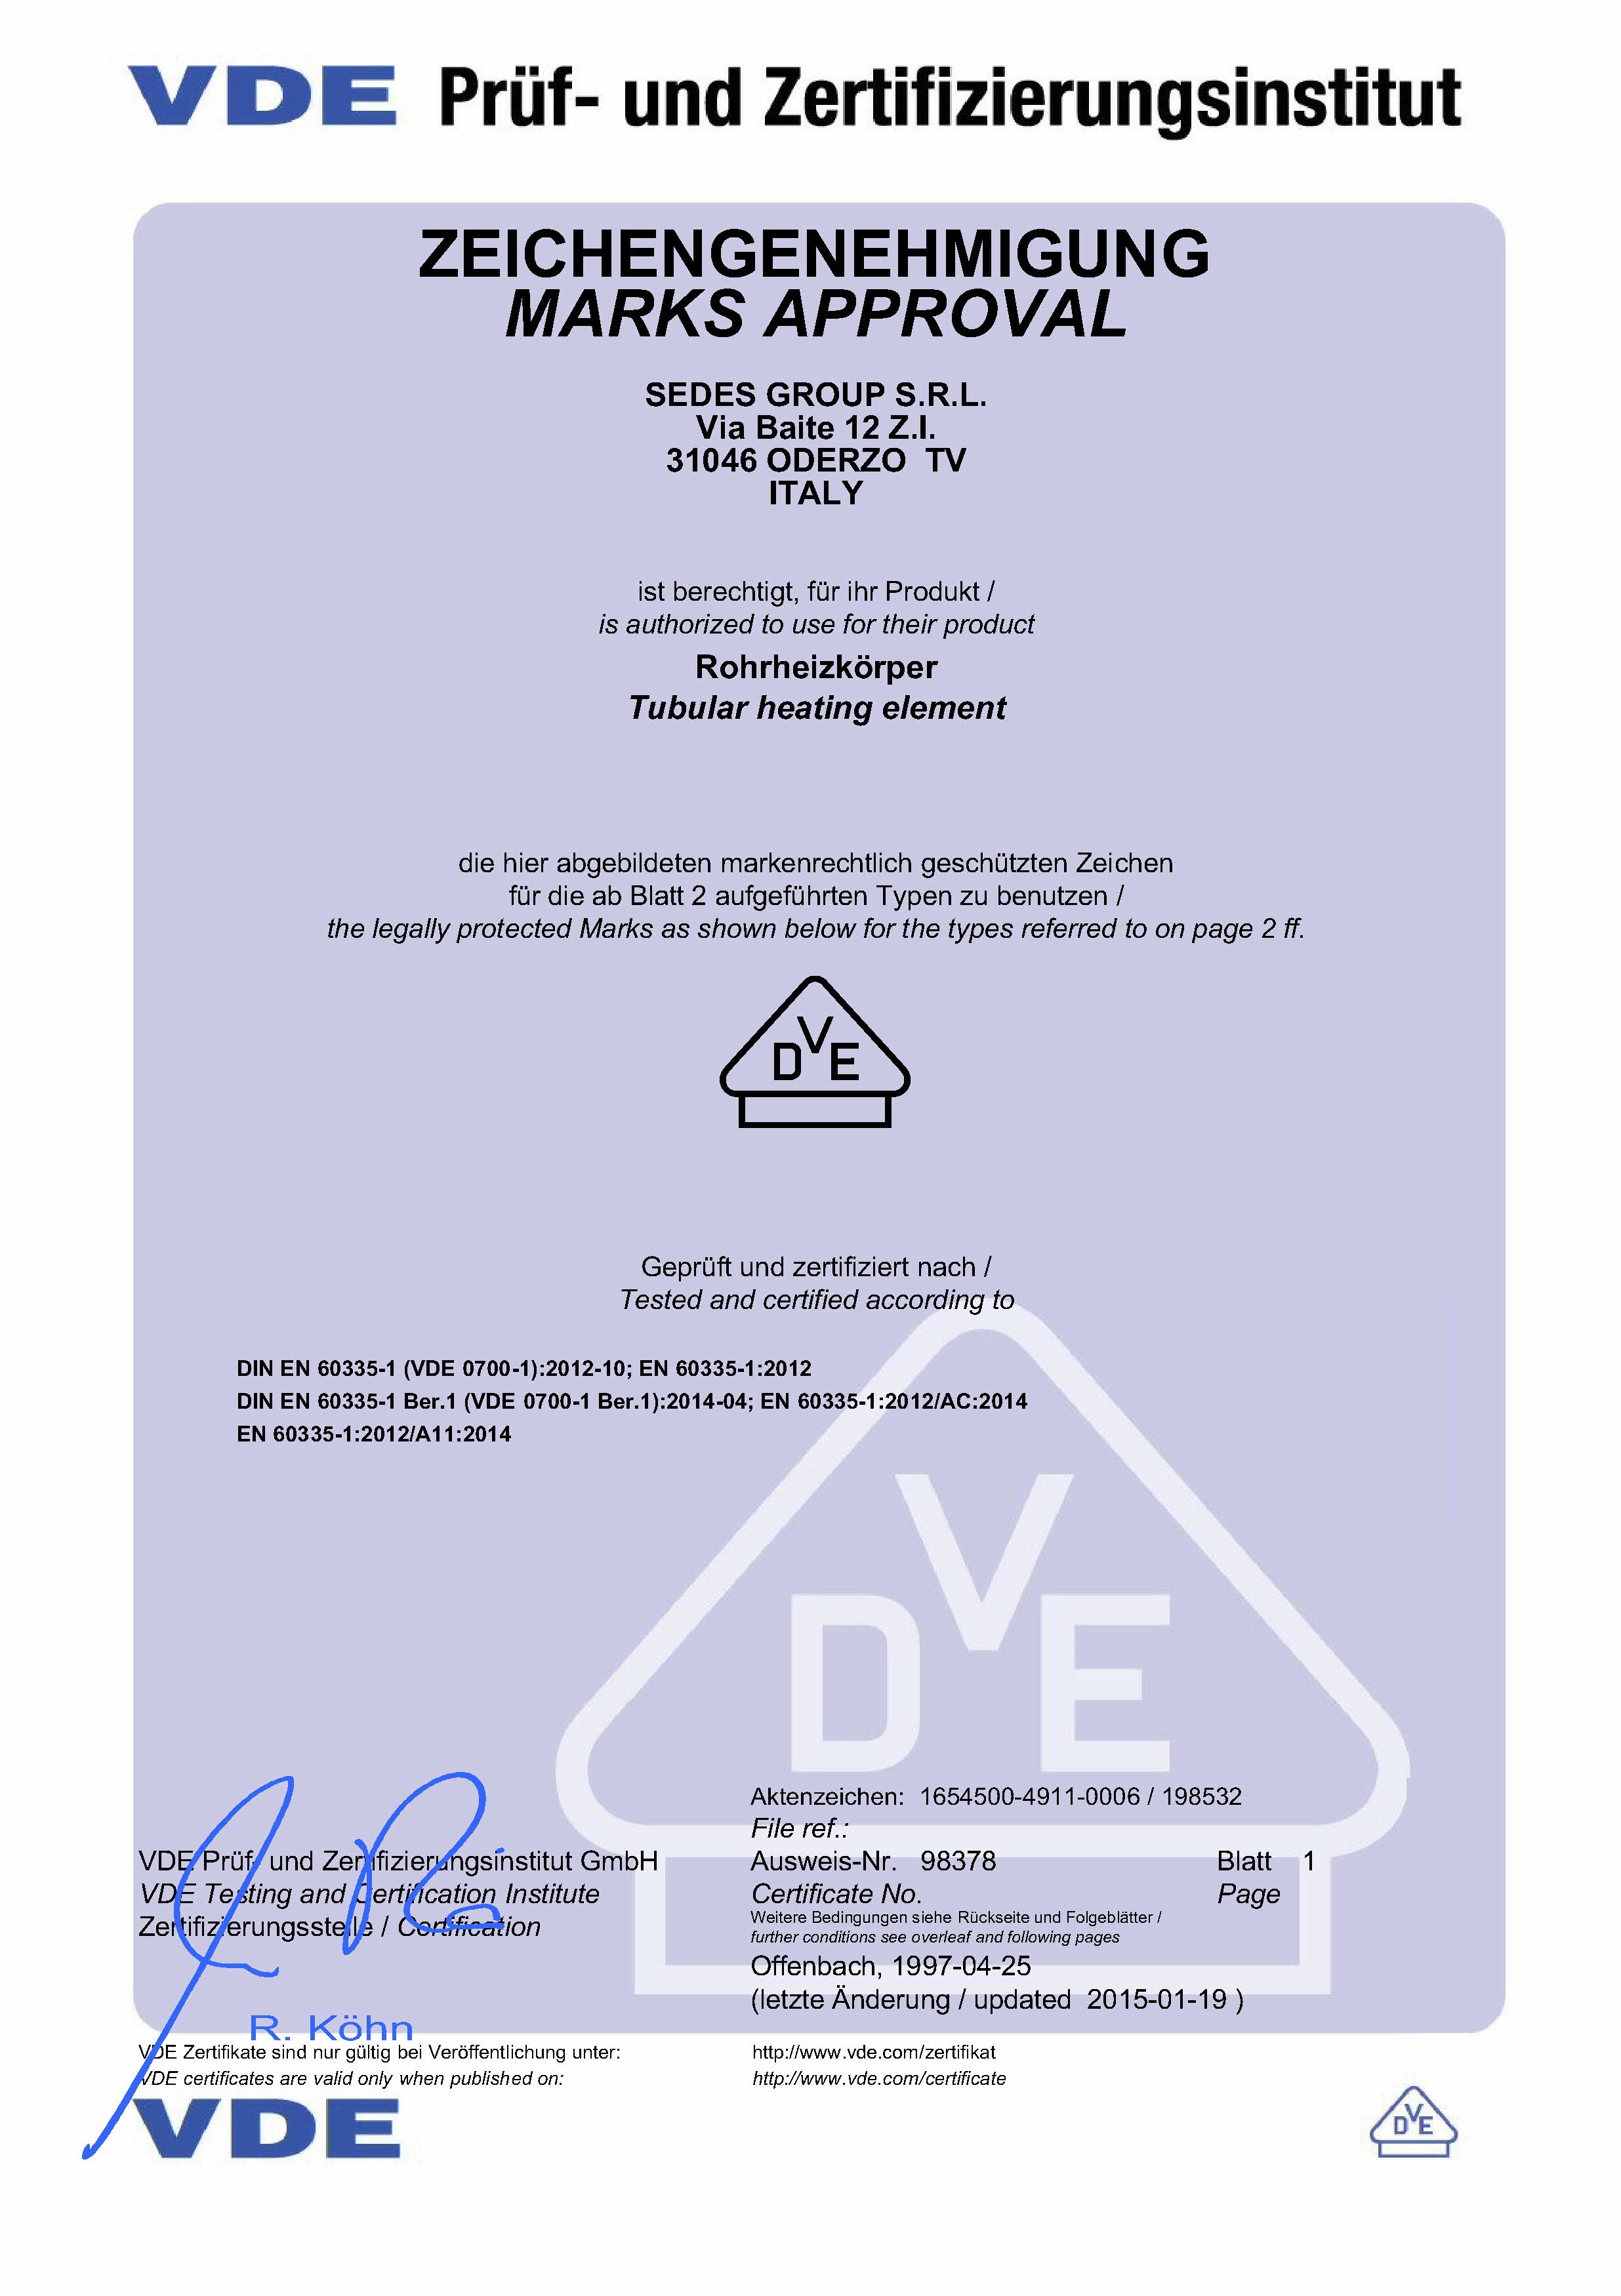 VDE Prüf- und Zertifizierungsinstitut
ZEICHENGENEHMIGUNG
MARKS APPROVAL
SEDES GROUP S.R.L.
Via Baite 12 Z.I.
31046 ODERZO TV
ITALY
ist berechtigt, für ihr Produkt /
is authorized to use for their product
Rohrheizkörper
Tubular heating element
die hier abgebildeten markenrechtlich geschützten Zeichen
für die ab Blatt 2 aufgeführten Typen zu benutzen /
the legally protected Marks as shown below for the types referred to on page 2 ff.
DVE
Geprüft und zertifiziert nach /
Tested and certified according to
DIN EN 60335-1 (VDE 0700-1):2012-10; EN 60335-1:2012
DIN EN 60335-1 Ber.1 (VDE 0700-1 Ber.1):2014-04; EN 60335-1:2012/AC:2014
EN 60335-1:2012/A11:2014
DVE
VDE Prüf- und Zertifizierungsinstitut GmbH
VDE Testing and Certification Institute
Zertifizierungsstelle / Certification
R. Köhn
Aktenzeichen: 1654500-4911-0006 / 198532
File ref.:
Ausweis-Nr. 98378 Blatt 1
Certificate No. Page
Weitere Bedingungen siehe Rückseite und Folgeblätter /
further conditions see overleaf and following pages
Offenbach, 1997-04-25
(letzte Änderung / updated 2015-01-19 )
VDE Zertifikate sind nur gültig bei Veröffentlichung unter: http://www.vde.com/zertifikat
VDE certificates are valid only when published on: http://www.vde.com/certificate
VDE
DVE